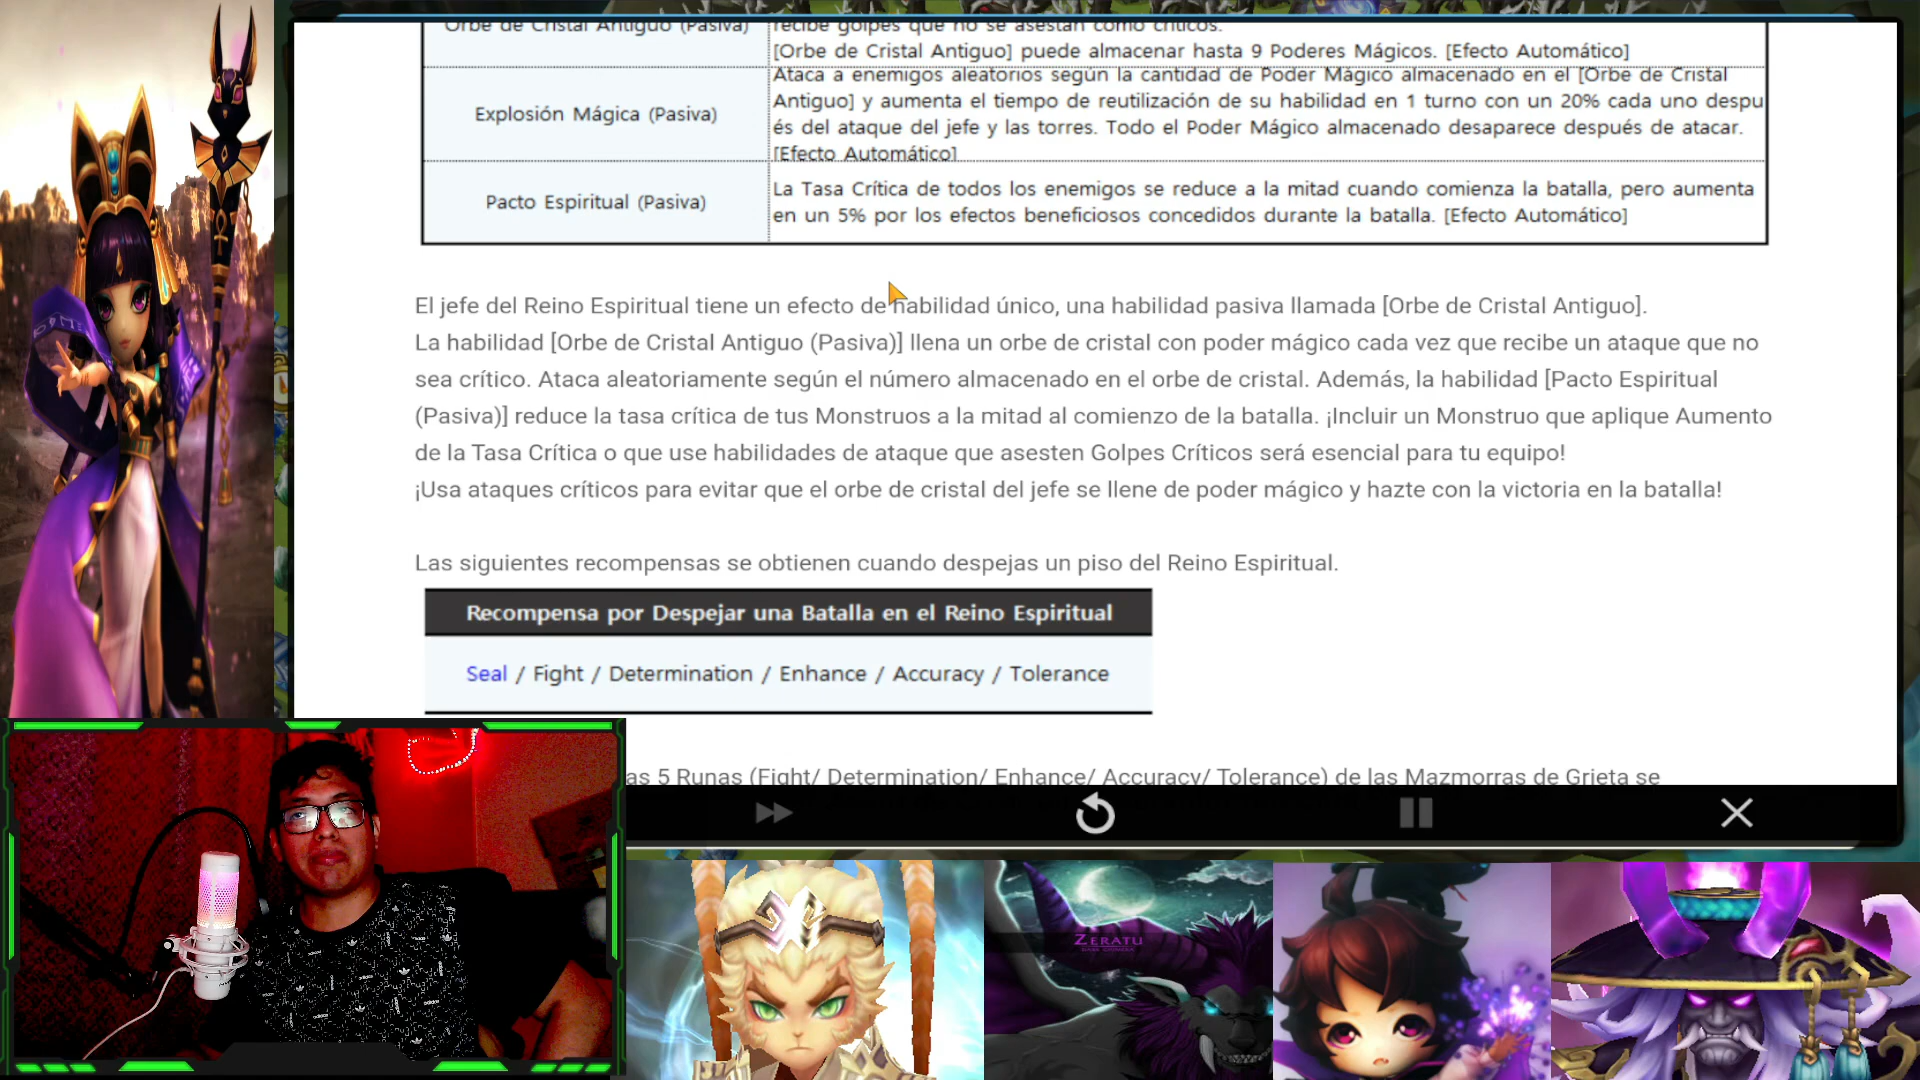 Orbe de Cristal Antiguo (Pasiva)
recibe golpes que no se asestan como críticos.
[Orbe de Cristal Antiguo] puede almacenar hasta 9 Poderes Mágicos. [Efecto Automático]
Explosión Mágica (Pasiva)
Ataca a enemigos aleatorios según la cantidad de Poder Mágico almacenado en el [Orbe de Cristal
Antiguo] y aumenta el tiempo de reutilización de su habilidad en 1 turno con un 20% cada uno despu
és del ataque del jefe y las torres. Todo el Poder Mágico almacenado desaparece después de atacar.
[Efecto Automático]
Pacto Espiritual (Pasiva)
La Tasa Crítica de todos los enemigos se reduce a la mitad cuando comienza la batalla, pero aumenta
en un 5% por los efectos beneficiosos concedidos durante la batalla. [Efecto Automático]
El jefe del Reino Espiritual tiene un efecto de habilidad único, una habilidad pasiva llamada [Orbe de Cristal Antiguo].
La habilidad [Orbe de Cristal Antiguo (Pasiva)] llena un orbe de cristal con poder mágico cada vez que recibe un ataque que no
sea crítico. Ataca aleatoriamente según el número almacenado en el orbe de cristal. Además, la habilidad [Pacto Espiritual
(Pasiva)] reduce la tasa crítica de tus Monstruos a la mitad al comienzo de la batalla. ¡Incluir un Monstruo que aplique Aumento
de la Tasa Crítica o que use habilidades de ataque que asesten Golpes Críticos será esencial para tu equipo!
¡Usa ataques críticos para evitar que el orbe de cristal del jefe se llene de poder mágico y hazte con la victoria en la batalla!
Las siguientes recompensas se obtienen cuando despejas un piso del Reino Espiritual.
Recompensa por Despejar una Batalla en el Reino Espiritual
Seal / Fight / Determination / Enhance / Accuracy / Tolerance
as 5 Runas (Fight/ Determination/ Enhance/ Accuracy/ Tolerance) de las Mazmorras de Grieta se
ZERATU